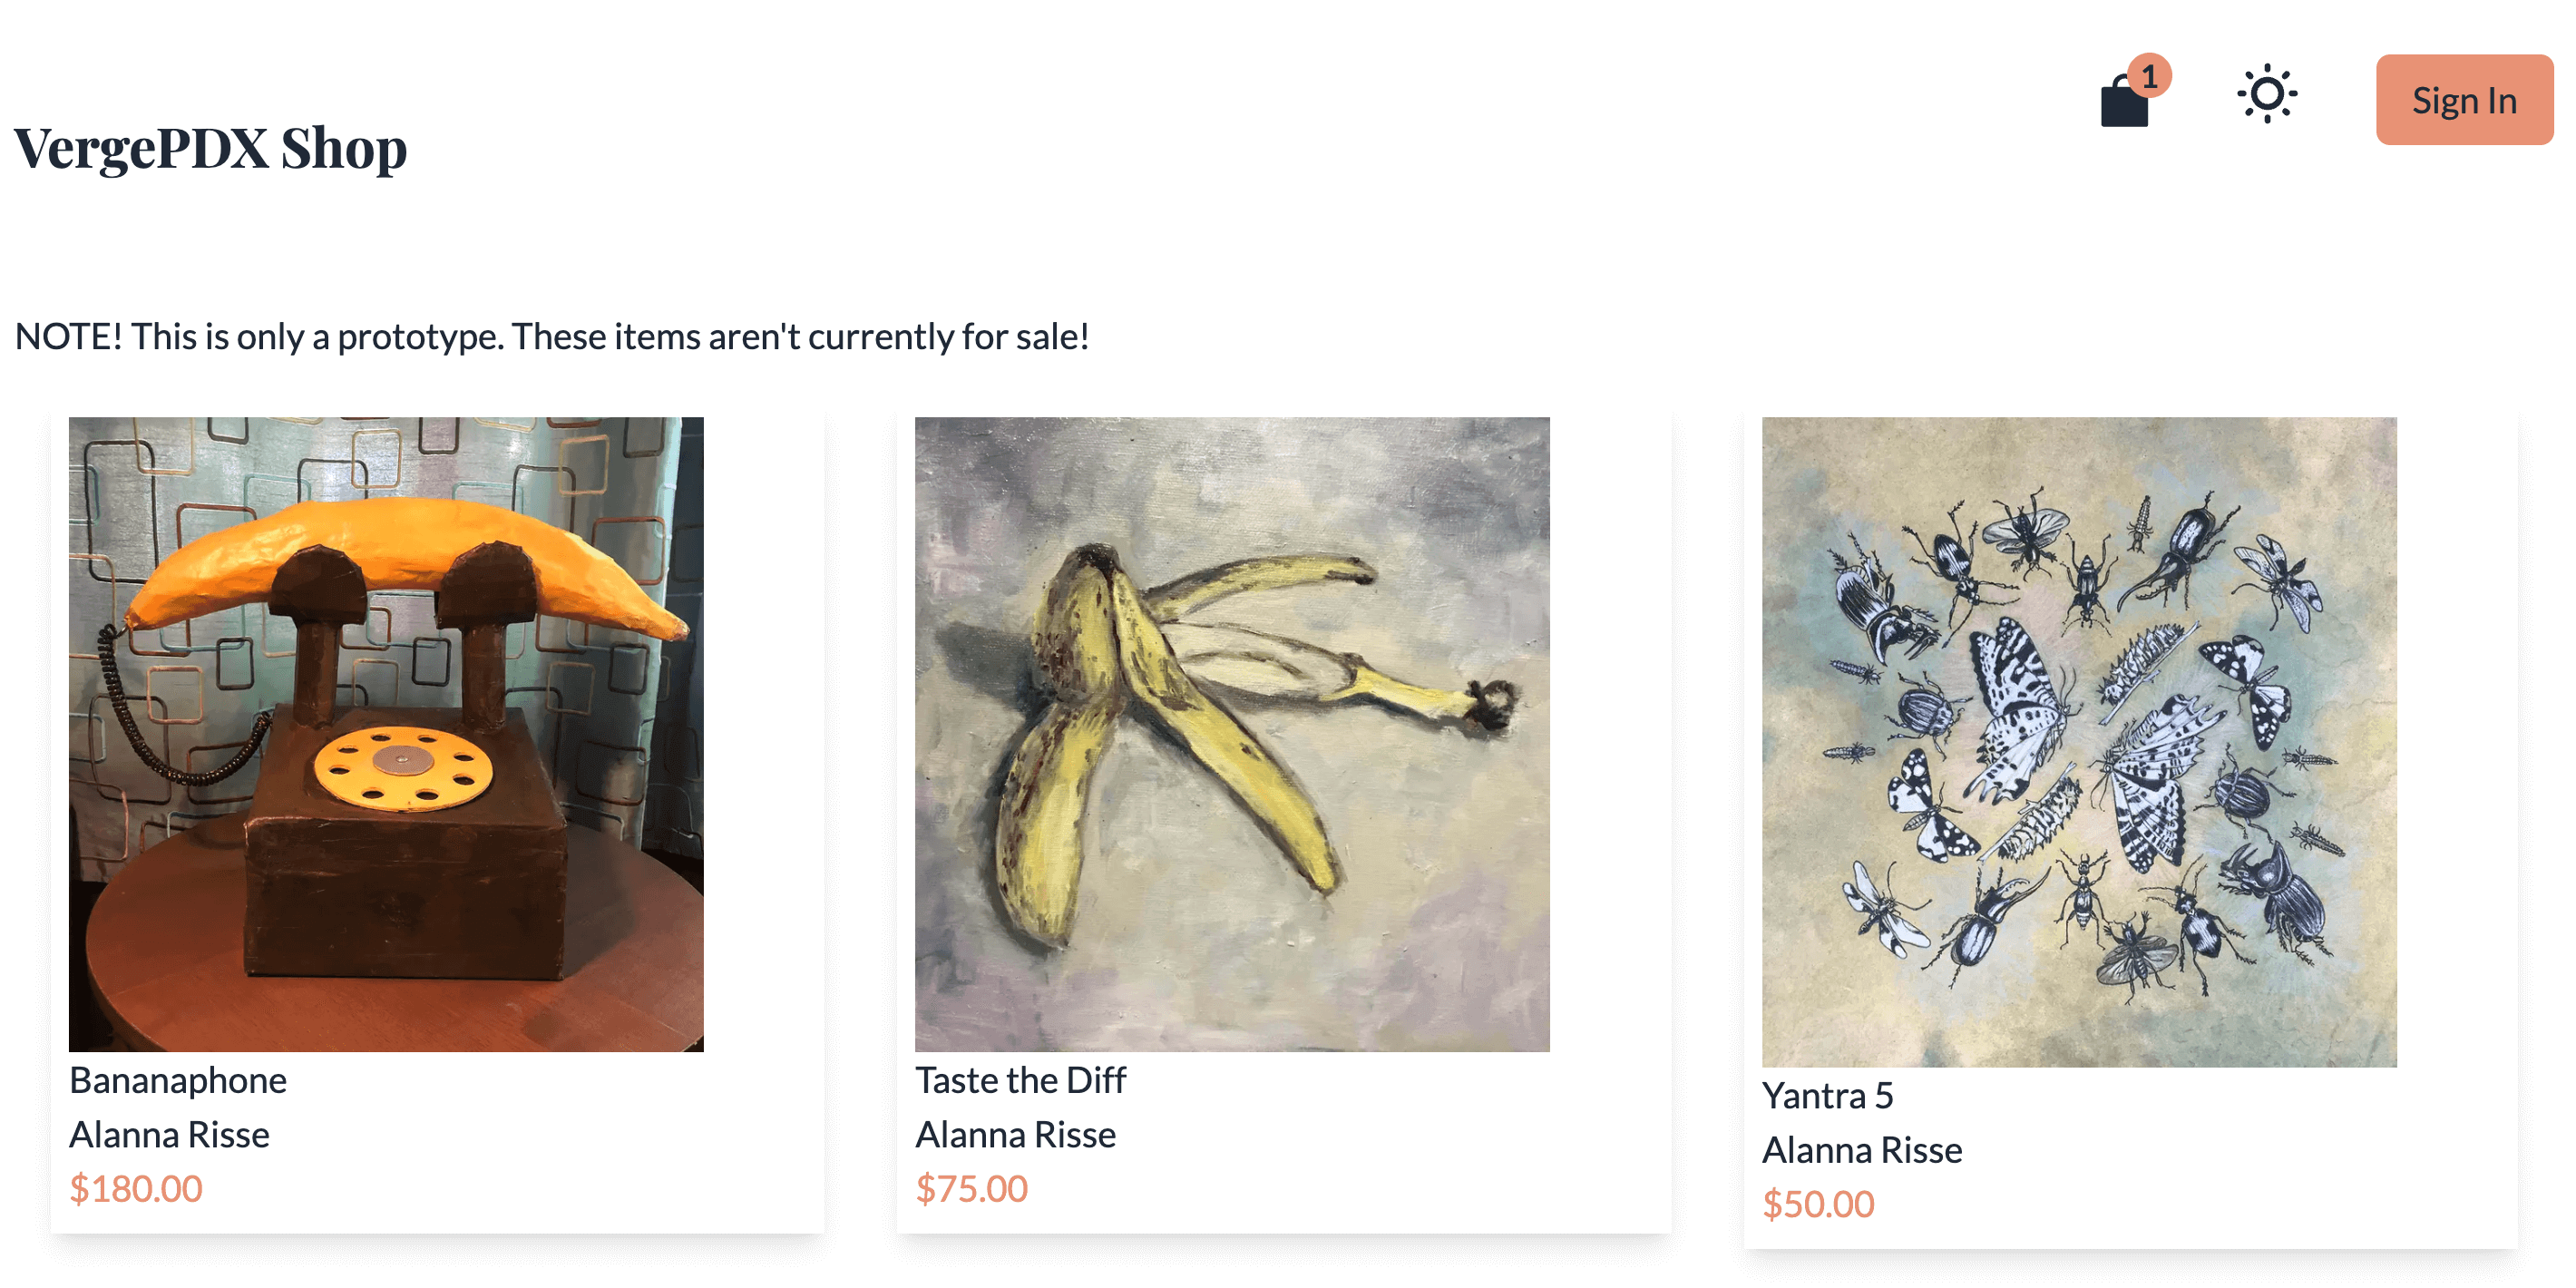 1
Sign In
VergePDX Shop
NOTE! This is only a prototype. These items aren't currently for sale!
Bananaphone
Alanna Risse
$180.00
Taste the Diff
Alanna Risse
$75.00
Yantra 5
Alanna Risse
$50.00